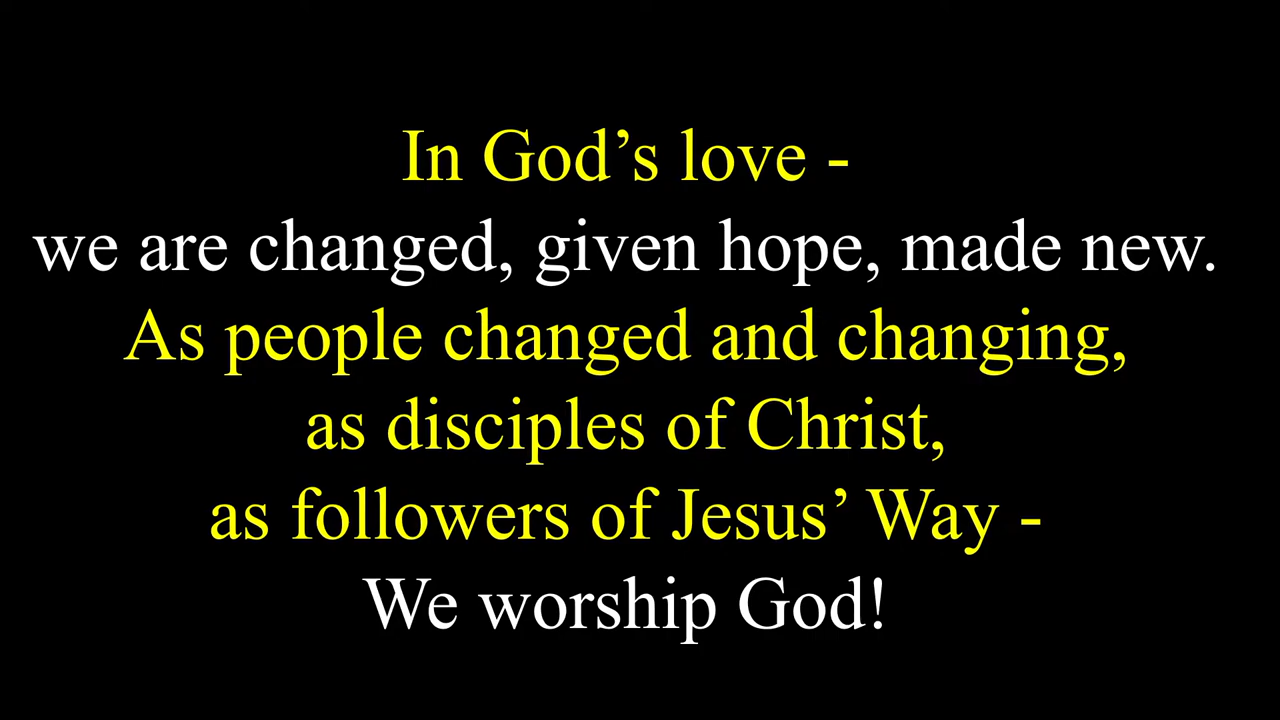 In God’s love -
we are changed, given hope, made new.
As people changed and changing,
as disciples of Christ,
as followers of Jesus’ Way -
We worship God!